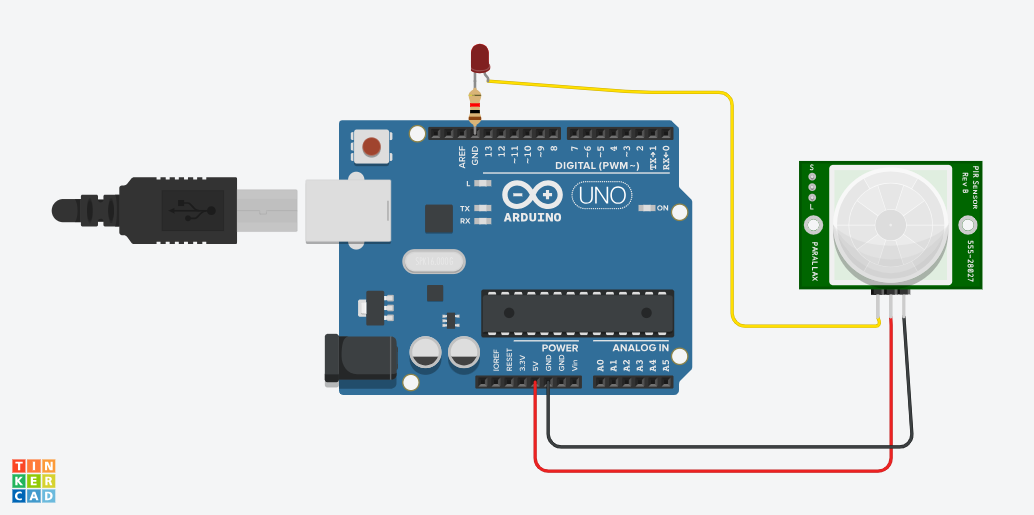 AREF
GND
13
12
~11
~10
~9
8
7
~6
~5
4
~3
2
TX→1
RX←0
DIGITAL (PWM~)
L
TX
RX
ON
UNO
ARDUINO
POWER
ANALOG IN
IOREF
RESET
3.3V
5V
GND
GND
Vin
A0
A1
A2
A3
A4
A5
S
L
PARALLAX
PIR SENSOR
Rev B
555-28027
TIN
KER
CAD